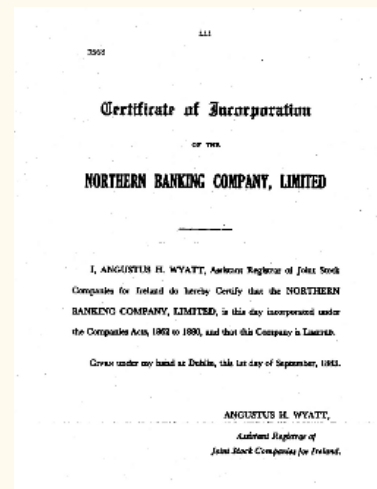 iii
Certificate of Incorporation
OF THE
NORTHERN BANKING COMPANY, LIMITED
I, ANGUSTUS H. WYATT, Assistant Registrar of Joint Stock
Companies for Ireland do hereby Certify that the NORTHERN
BANKING COMPANY, LIMITED, is this day incorporated under
the Companies Acts, 1862 to 1880, and that this Company is LIMITED.
GIVEN under my hand at Dublin, this 1st day of September, 1883.
ANGUSTUS H. WYATT,
Assistant Registrar of
Joint Stock Companies for Ireland.